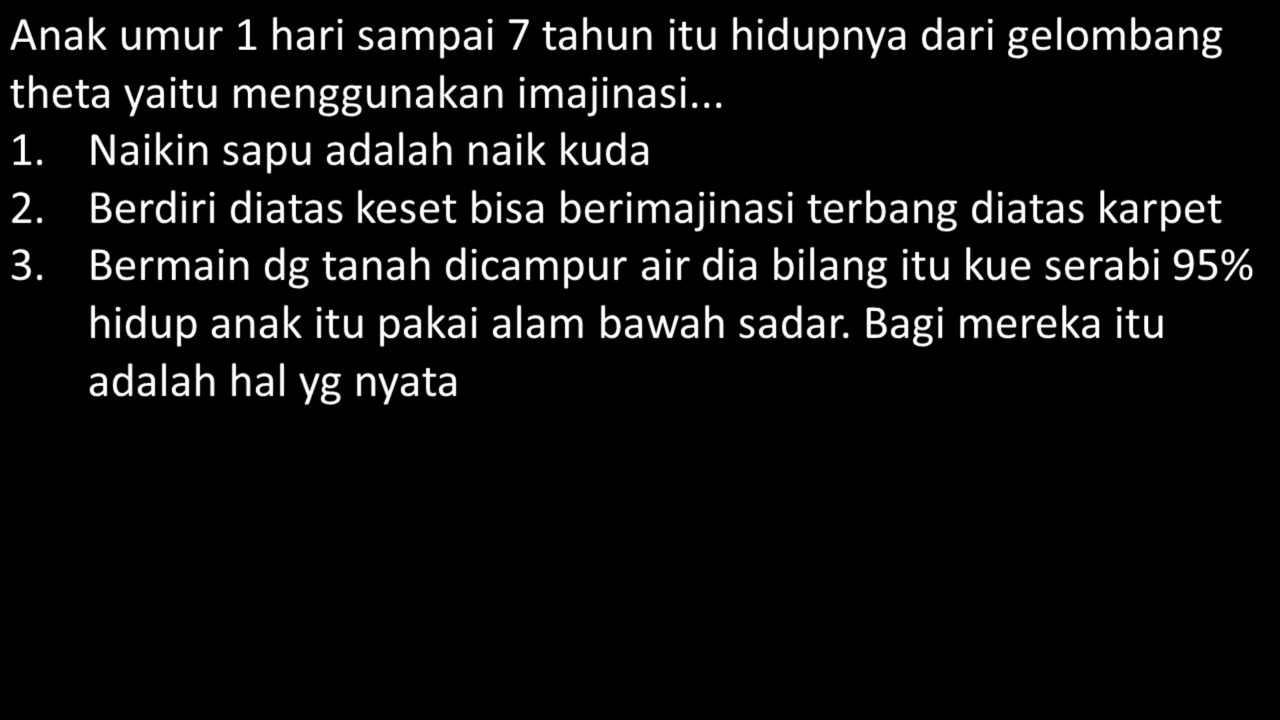 Anak umur 1 hari sampai 7 tahun itu hidupnya dari gelombang
theta yaitu menggunakan imajinasi...
1. Naikin sapu adalah naik kuda
2. Berdiri diatas keset bisa berimajinasi terbang diatas karpet
3. Bermain dg tanah dicampur air dia bilang itu kue serabi 95%
hidup anak itu pakai alam bawah sadar. Bagi mereka itu
adalah hal yg nyata